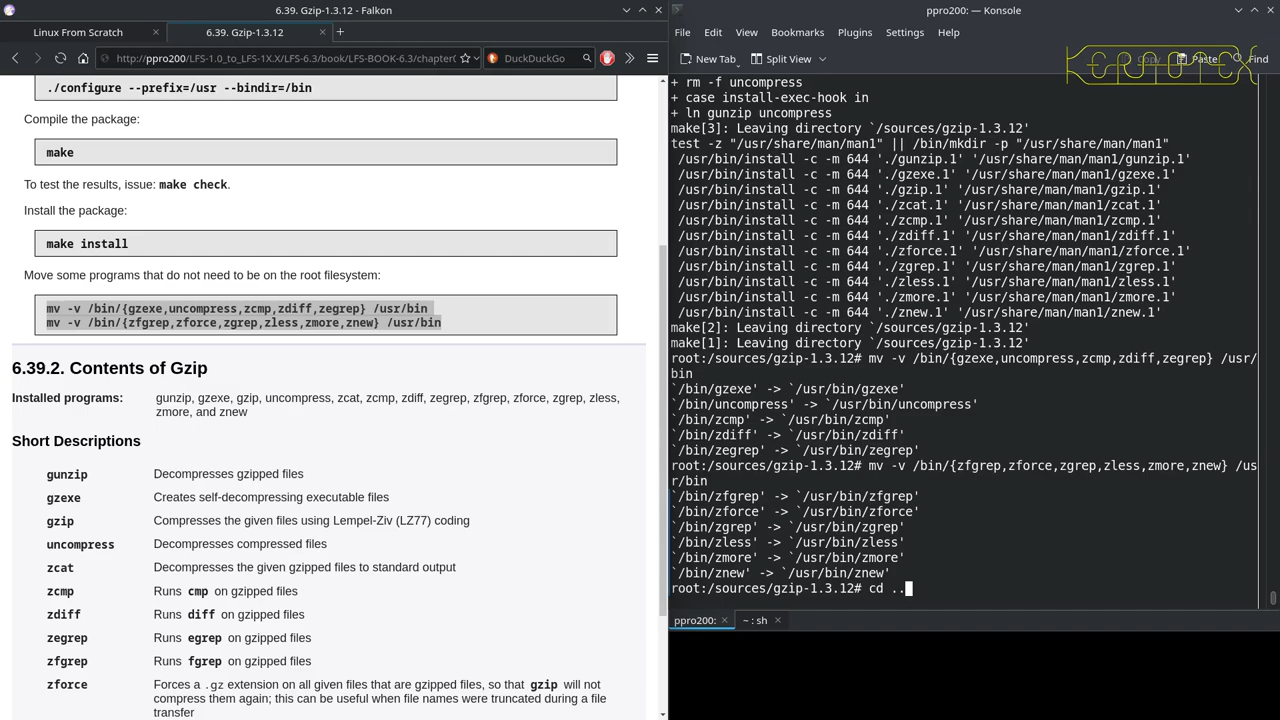 6.39. Gzip-1.3.12 - Falkon
Linux From Scratch
6.39. Gzip-1.3.12
http://ppro200/LFS-1.0_to_LFS-1X.X/LFS-6.3/book/LFS-BOOK-6.3/chapter
DuckDuckGo
./configure --prefix=/usr --bindir=/bin
Compile the package:
make
To test the results, issue: make check.
Install the package:
make install
Move some programs that do not need to be on the root filesystem:
mv -v /bin/{gzexe,uncompress,zcmp,zdiff,zegrep} /usr/bin
mv -v /bin/{zfgrep,zforce,zgrep,zless,zmore,znew} /usr/bin
6.39.2. Contents of Gzip
Installed programs: gunzip, gzexe, gzip, uncompress, zcat, zcmp, zdiff, zegrep, zfgrep, zforce, zgrep, zless,
zmore, and znew
Short Descriptions
gunzip Decompresses gzipped files
gzexe Creates self-decompressing executable files
gzip Compresses the given files using Lempel-Ziv (LZ77) coding
uncompress Decompresses compressed files
zcat Decompresses the given gzipped files to standard output
zcmp Runs cmp on gzipped files
zdiff Runs diff on gzipped files
zegrep Runs egrep on gzipped files
zfgrep Runs fgrep on gzipped files
zforce Forces a .gz extension on all given files that are gzipped files, so that gzip will not
compress them again; this can be useful when file names were truncated during a file
transfer
ppro200: — Konsole
File Edit View Bookmarks Plugins Settings Help
New Tab Split View Copy Paste Find
+ rm -f uncompress
+ case install-exec-hook in
+ ln gunzip uncompress
make[3]: Leaving directory `/sources/gzip-1.3.12'
test -z "/usr/share/man/man1" || /bin/mkdir -p "/usr/share/man/man1"
/usr/bin/install -c -m 644 './gunzip.1' '/usr/share/man/man1/gunzip.1'
/usr/bin/install -c -m 644 './gzexe.1' '/usr/share/man/man1/gzexe.1'
/usr/bin/install -c -m 644 './gzip.1' '/usr/share/man/man1/gzip.1'
/usr/bin/install -c -m 644 './zcat.1' '/usr/share/man/man1/zcat.1'
/usr/bin/install -c -m 644 './zcmp.1' '/usr/share/man/man1/zcmp.1'
/usr/bin/install -c -m 644 './zdiff.1' '/usr/share/man/man1/zdiff.1'
/usr/bin/install -c -m 644 './zforce.1' '/usr/share/man/man1/zforce.1'
/usr/bin/install -c -m 644 './zgrep.1' '/usr/share/man/man1/zgrep.1'
/usr/bin/install -c -m 644 './zless.1' '/usr/share/man/man1/zless.1'
/usr/bin/install -c -m 644 './zmore.1' '/usr/share/man/man1/zmore.1'
/usr/bin/install -c -m 644 './znew.1' '/usr/share/man/man1/znew.1'
make[2]: Leaving directory `/sources/gzip-1.3.12'
make[1]: Leaving directory `/sources/gzip-1.3.12'
root:/sources/gzip-1.3.12# mv -v /bin/{gzexe,uncompress,zcmp,zdiff,zegrep} /usr/
bin
`/bin/gzexe' -> `/usr/bin/gzexe'
`/bin/uncompress' -> `/usr/bin/uncompress'
`/bin/zcmp' -> `/usr/bin/zcmp'
`/bin/zdiff' -> `/usr/bin/zdiff'
`/bin/zegrep' -> `/usr/bin/zegrep'
root:/sources/gzip-1.3.12# mv -v /bin/{zfgrep,zforce,zgrep,zless,zmore,znew} /us
r/bin
`/bin/zfgrep' -> `/usr/bin/zfgrep'
`/bin/zforce' -> `/usr/bin/zforce'
`/bin/zgrep' -> `/usr/bin/zgrep'
`/bin/zless' -> `/usr/bin/zless'
`/bin/zmore' -> `/usr/bin/zmore'
`/bin/znew' -> `/usr/bin/znew'
root:/sources/gzip-1.3.12# cd ..
ppro200: ~ : sh